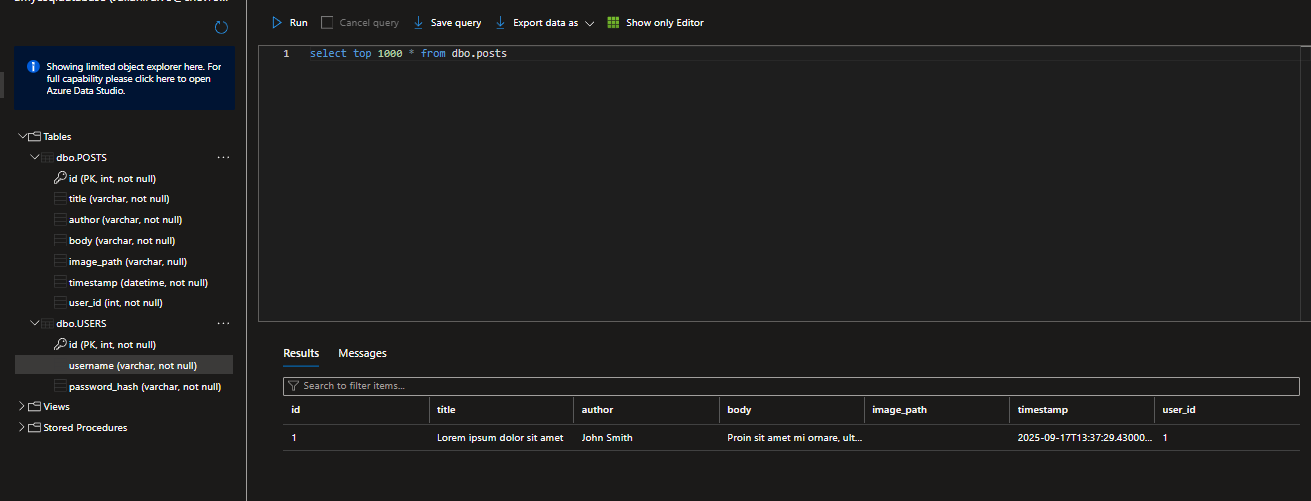 Run Cancel query Save query Export data as Show only Editor
Showing limited object explorer here. For
full capability please click here to open
Azure Data Studio.
1 select top 1000 * from dbo.posts
Tables
dbo.POSTS ...
id (PK, int, not null)
title (varchar, not null)
author (varchar, not null)
body (varchar, not null)
image_path (varchar, null)
timestamp (datetime, not null)
user_id (int, not null)
dbo.USERS ...
id (PK, int, not null)
username (varchar, not null)
password_hash (varchar, not null)
Views
Stored Procedures
Results Messages
Search to filter items...
id title author body image_path timestamp user_id
1 Lorem ipsum dolor sit amet John Smith Proin sit amet mi ornare, ult... 2025-09-17T13:37:29.43000... 1